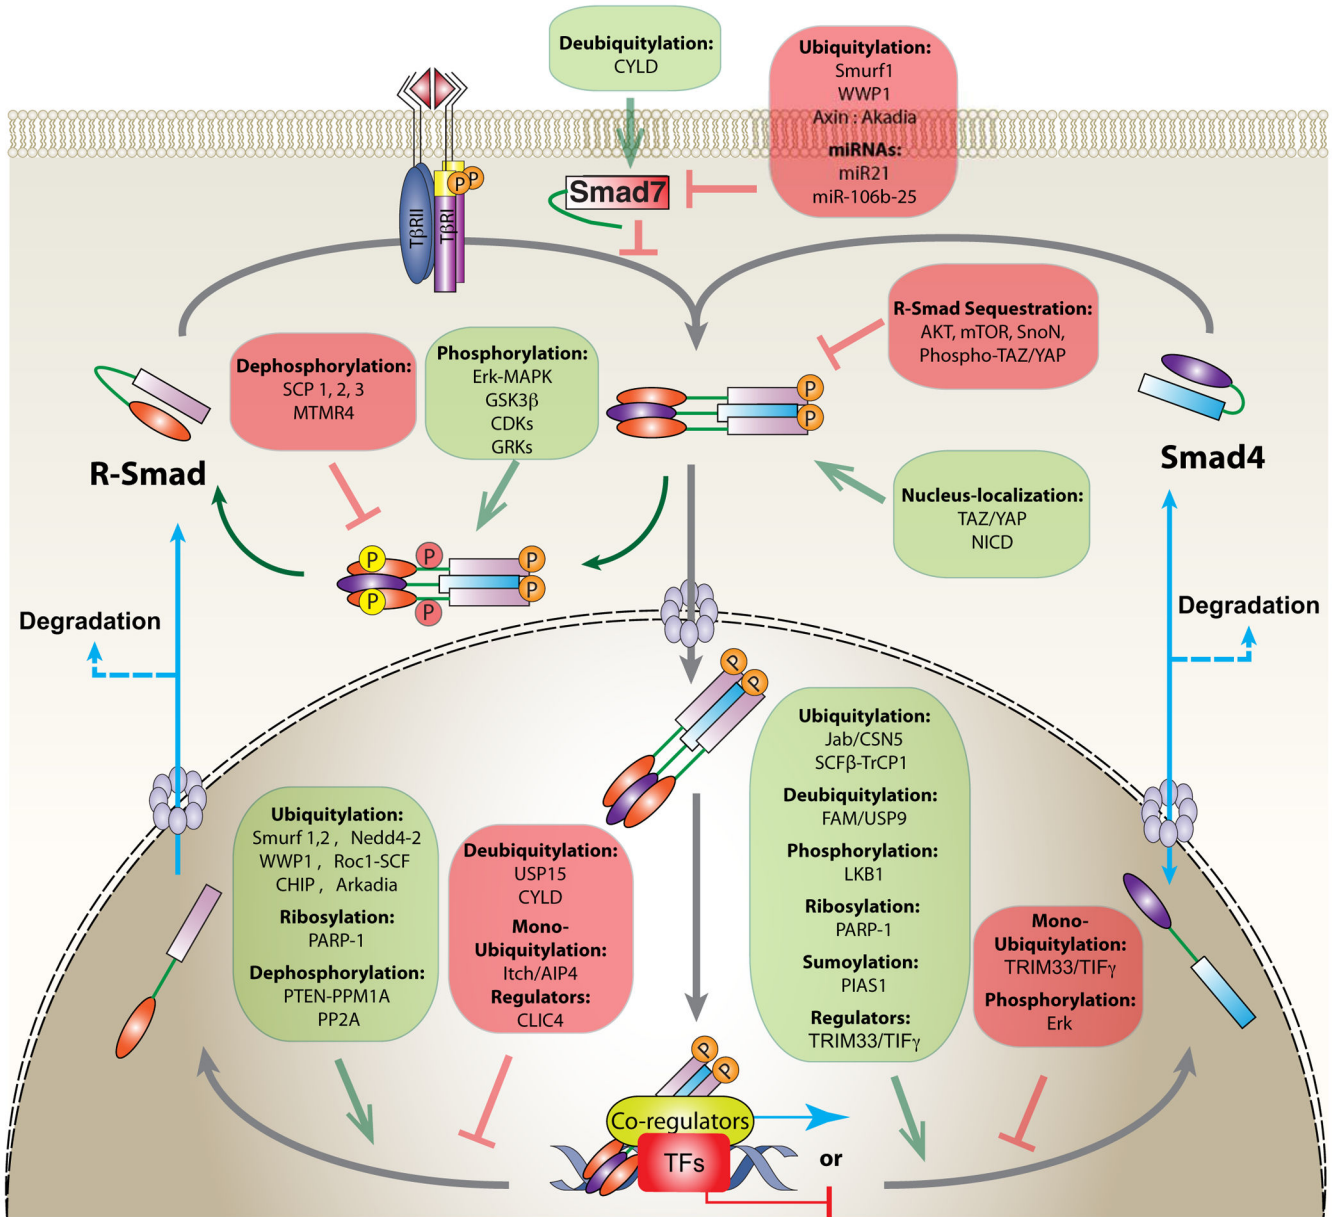 Deubiquitylation:
CYLD
Ubiquitylation:
Smurf1
WWP1
Axin : Akadia
miRNAs:
miR21
miR-106b-25
P
P
TβRII
TβRI
Smad7
R-Smad Sequestration:
AKT, mTOR, SnoN,
Phospho-TAZ/YAP
Dephosphorylation:
SCP 1, 2, 3
MTMR4
Phosphorylation:
Erk-MAPK
GSK3β
CDKs
GRKs
P
P
R-Smad
Smad4
Nucleus-localization:
TAZ/YAP
NICD
P
P
P
P
P
P
Degradation
Degradation
P
P
Ubiquitylation:
Smurf 1,2 , Nedd4-2
WWP1 , Roc1-SCF
CHIP , Arkadia
Ribosylation:
PARP-1
Dephosphorylation:
PTEN-PPM1A
PP2A
Deubiquitylation:
USP15
CYLD
Mono-
Ubiquitylation:
Itch/AIP4
Regulators:
CLIC4
Ubiquitylation:
Jab/CSN5
SCFβ-TrCP1
Deubiquitylation:
FAM/USP9
Phosphorylation:
LKB1
Ribosylation:
PARP-1
Sumoylation:
PIAS1
Regulators:
TRIM33/TIFγ
Mono-
Ubiquitylation:
TRIM33/TIFγ
Phosphorylation:
Erk
P
P
Co-regulators
TFs
or